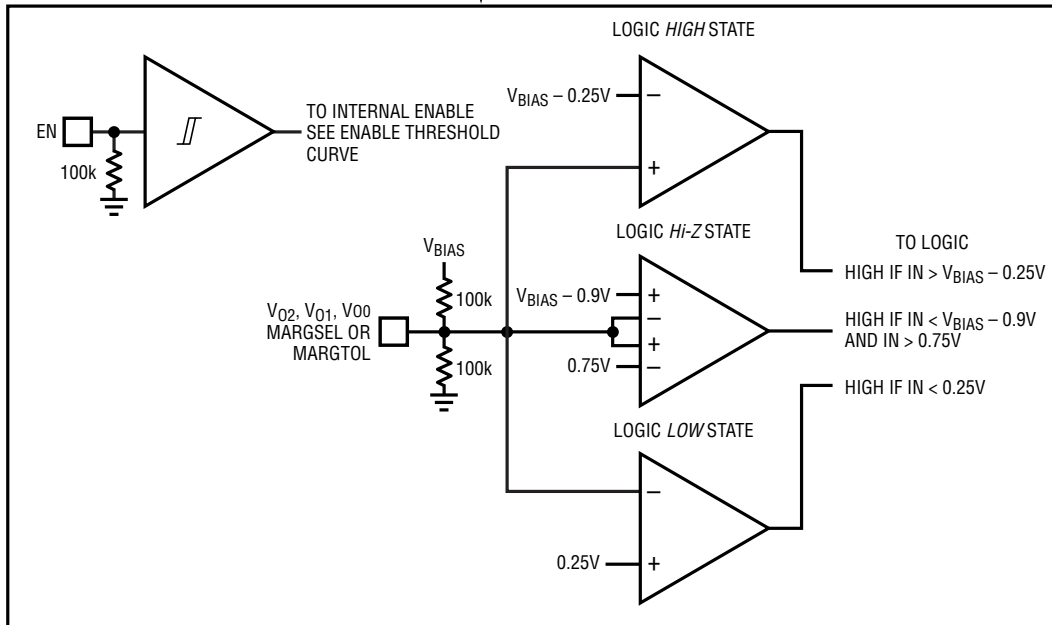 LOGIC HIGH STATE
VBIAS – 0.25V
–
+
EN
100k
TO INTERNAL ENABLE
SEE ENABLE THRESHOLD
CURVE
LOGIC Hi-Z STATE
TO LOGIC
HIGH IF IN > VBIAS – 0.25V
VBIAS
100k
VBIAS – 0.9V
+
–
+
–
0.75V
VO2, VO1, VO0
MARGSEL OR
MARGTOL
100k
HIGH IF IN < VBIAS – 0.9V
AND IN > 0.75V
HIGH IF IN < 0.25V
LOGIC LOW STATE
–
0.25V
+